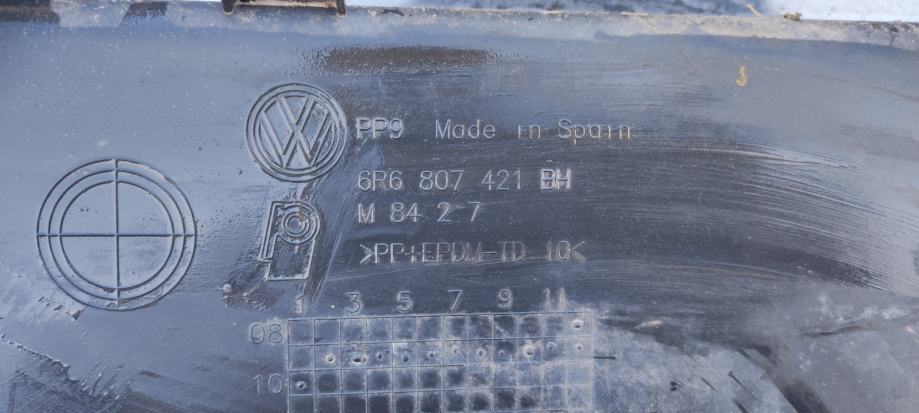 PP9 Made in Spain
6R6 807 421 BH
M 84 2 7
>PP+EPDM-TD 10<
1 3 5 7 9 11
08
10